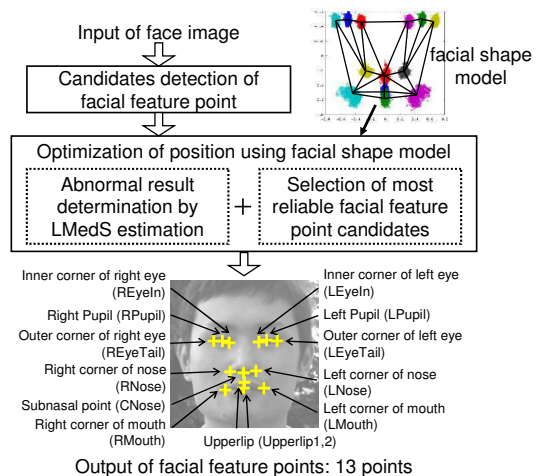 Input of face image
Candidates detection of
facial feature point
facial shape
model
Optimization of position using facial shape model
Abnormal result
determination by
LMedS estimation
+
Selection of most
reliable facial feature
point candidates
Inner corner of right eye
(REyeIn)
Right Pupil (RPupil)
Outer corner of right eye
(REyeTail)
Right corner of nose
(RNose)
Subnasal point (CNose)
Right corner of mouth
(RMouth)
Inner corner of left eye
(LEyeIn)
Left Pupil (LPupil)
Outer corner of left eye
(LEyeTail)
Left corner of nose
(LNose)
Left corner of mouth
(LMouth)
Upperlip (Upperlip1,2)
Output of facial feature points: 13 points